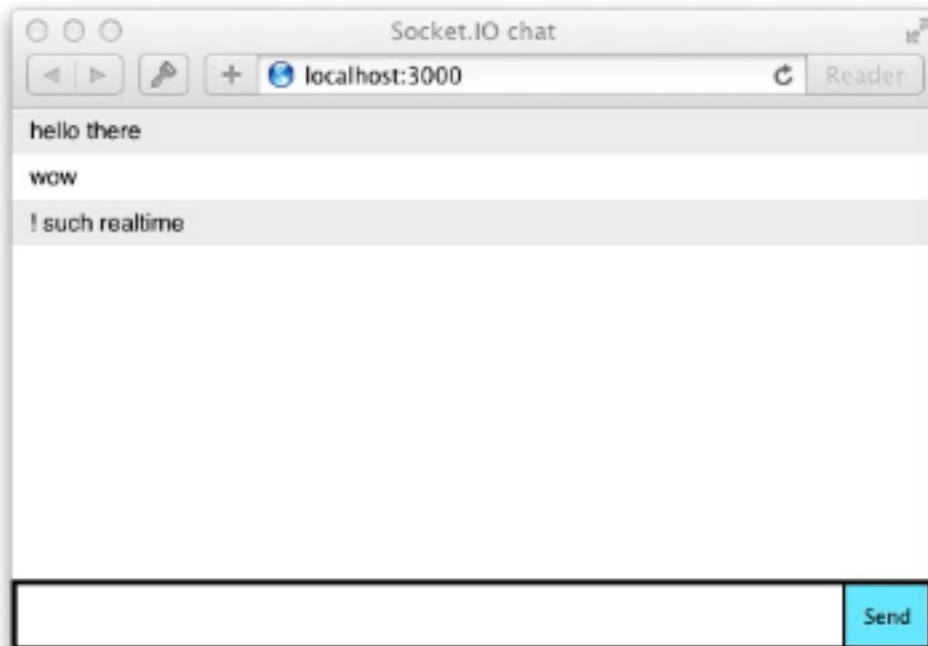 Socket.IO chat
localhost:3000 Reader
hello there
wow
! such realtime
Send